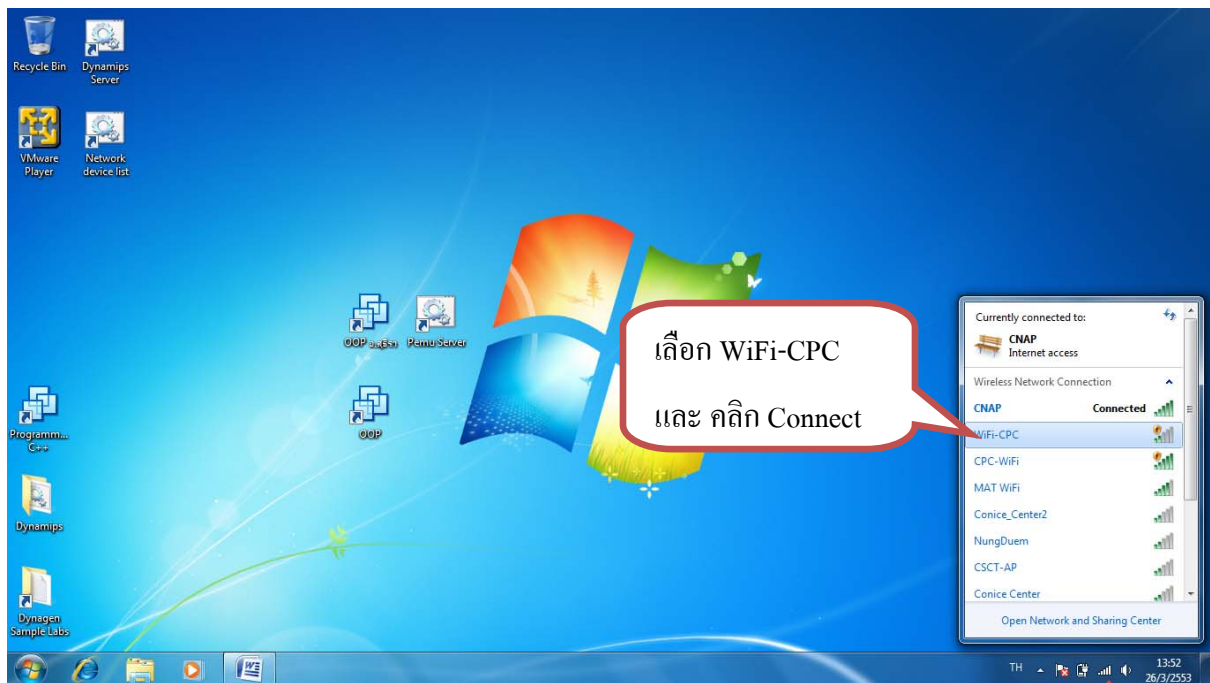 Recycle Bin
Dynamips
Server
VMware
Player
Network
device list
OOP
Pemu Server
OOP
Programm...
C++
Dynamips
Dynagen
Sample Labs
เลือก WiFi-CPC
และ คลิก Connect
Currently connected to:
CNAP
Internet access
Wireless Network Connection
CNAP Connected
WiFi-CPC
CPC-WiFi
MAT WiFi
Conice_Center2
NungDuem
CSCT-AP
Conice Center
Open Network and Sharing Center
TH
13:52
26/3/2553